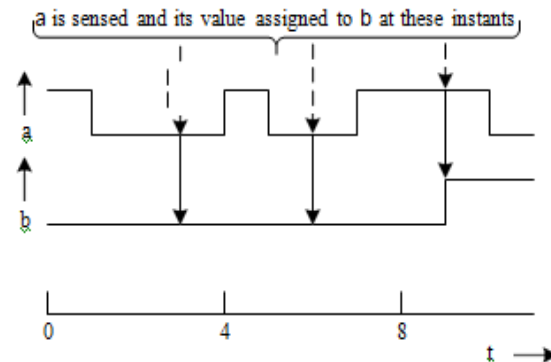 a is sensed and its value assigned to b at these instants
a
b
0 4 8
t